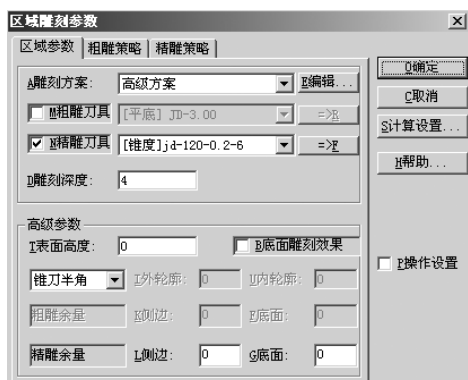 区域雕刻参数
区域参数 粗雕策略 精雕策略
A雕刻方案: 高级方案 E编辑...
M粗雕刀具 [平底] JD-3.00 =>R
N精雕刀具 [锥度]jd-120-0.2-6 =>F
D雕刻深度: 4
高级参数
T表面高度: 0 B底面雕刻效果
锥刀半角 I外轮廓: 0 U内轮廓: 0
粗雕余量 K侧边: 0 F底面: 0
精雕余量 L侧边: 0 G底面: 0
O确定
C取消
S计算设置...
H帮助...
P操作设置